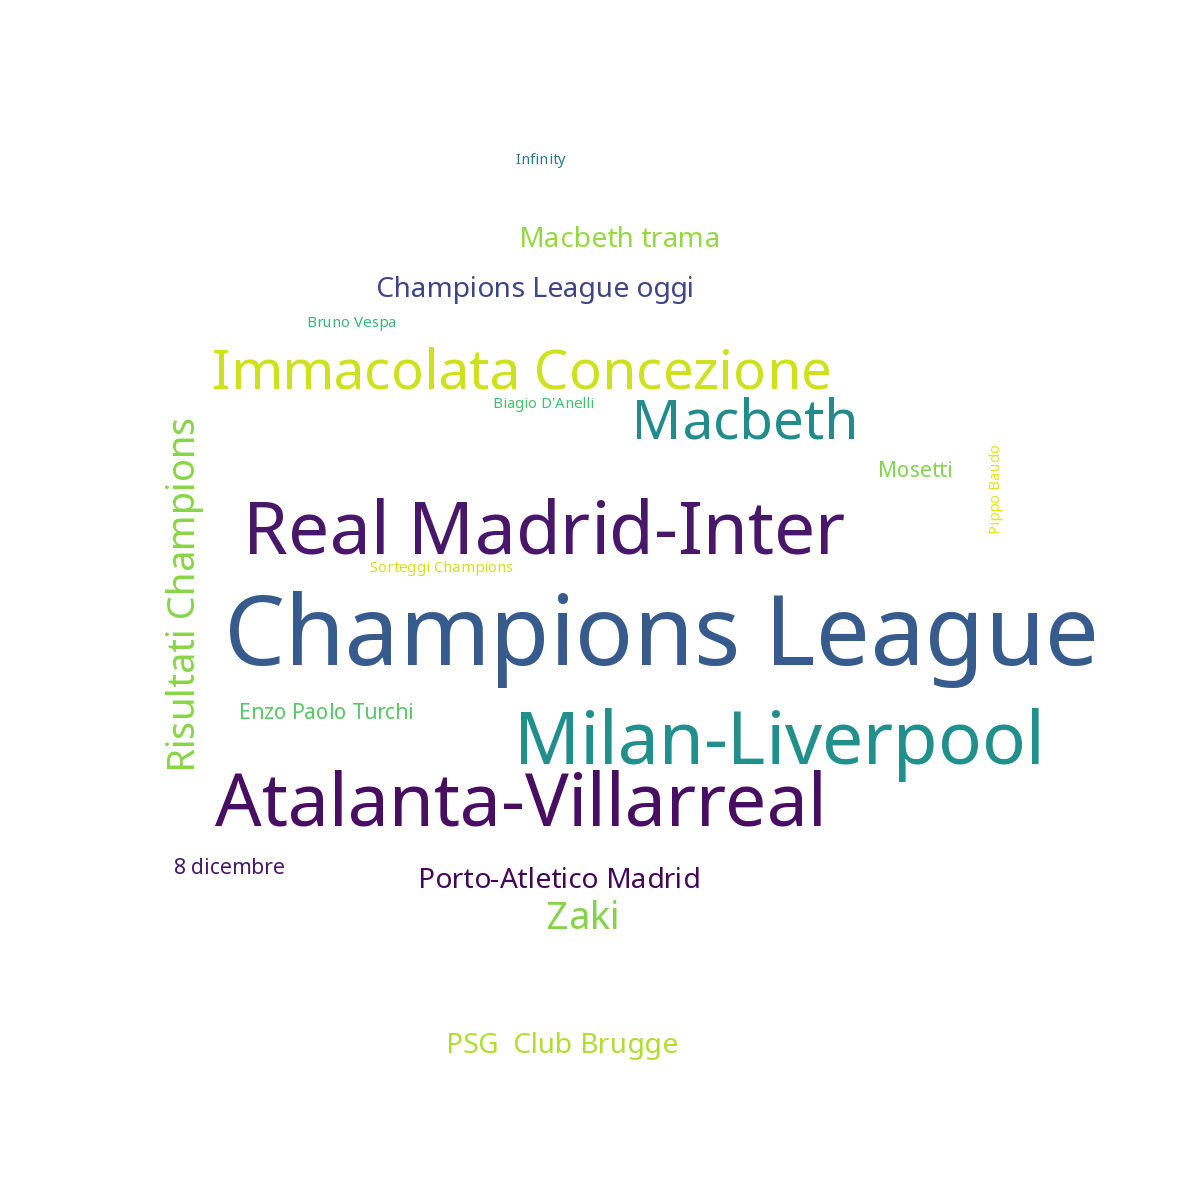 Infinity
Macbeth trama
Champions League oggi
Bruno Vespa
Immacolata Concezione
Biagio D'Anelli
Macbeth
Mosetti
Pippo Baudo
Risultati Champions
Real Madrid-Inter
Sorteggi Champions
Champions League
Enzo Paolo Turchi
Milan-Liverpool
Atalanta-Villarreal
8 dicembre
Porto-Atletico Madrid
Zaki
PSG  Club Brugge